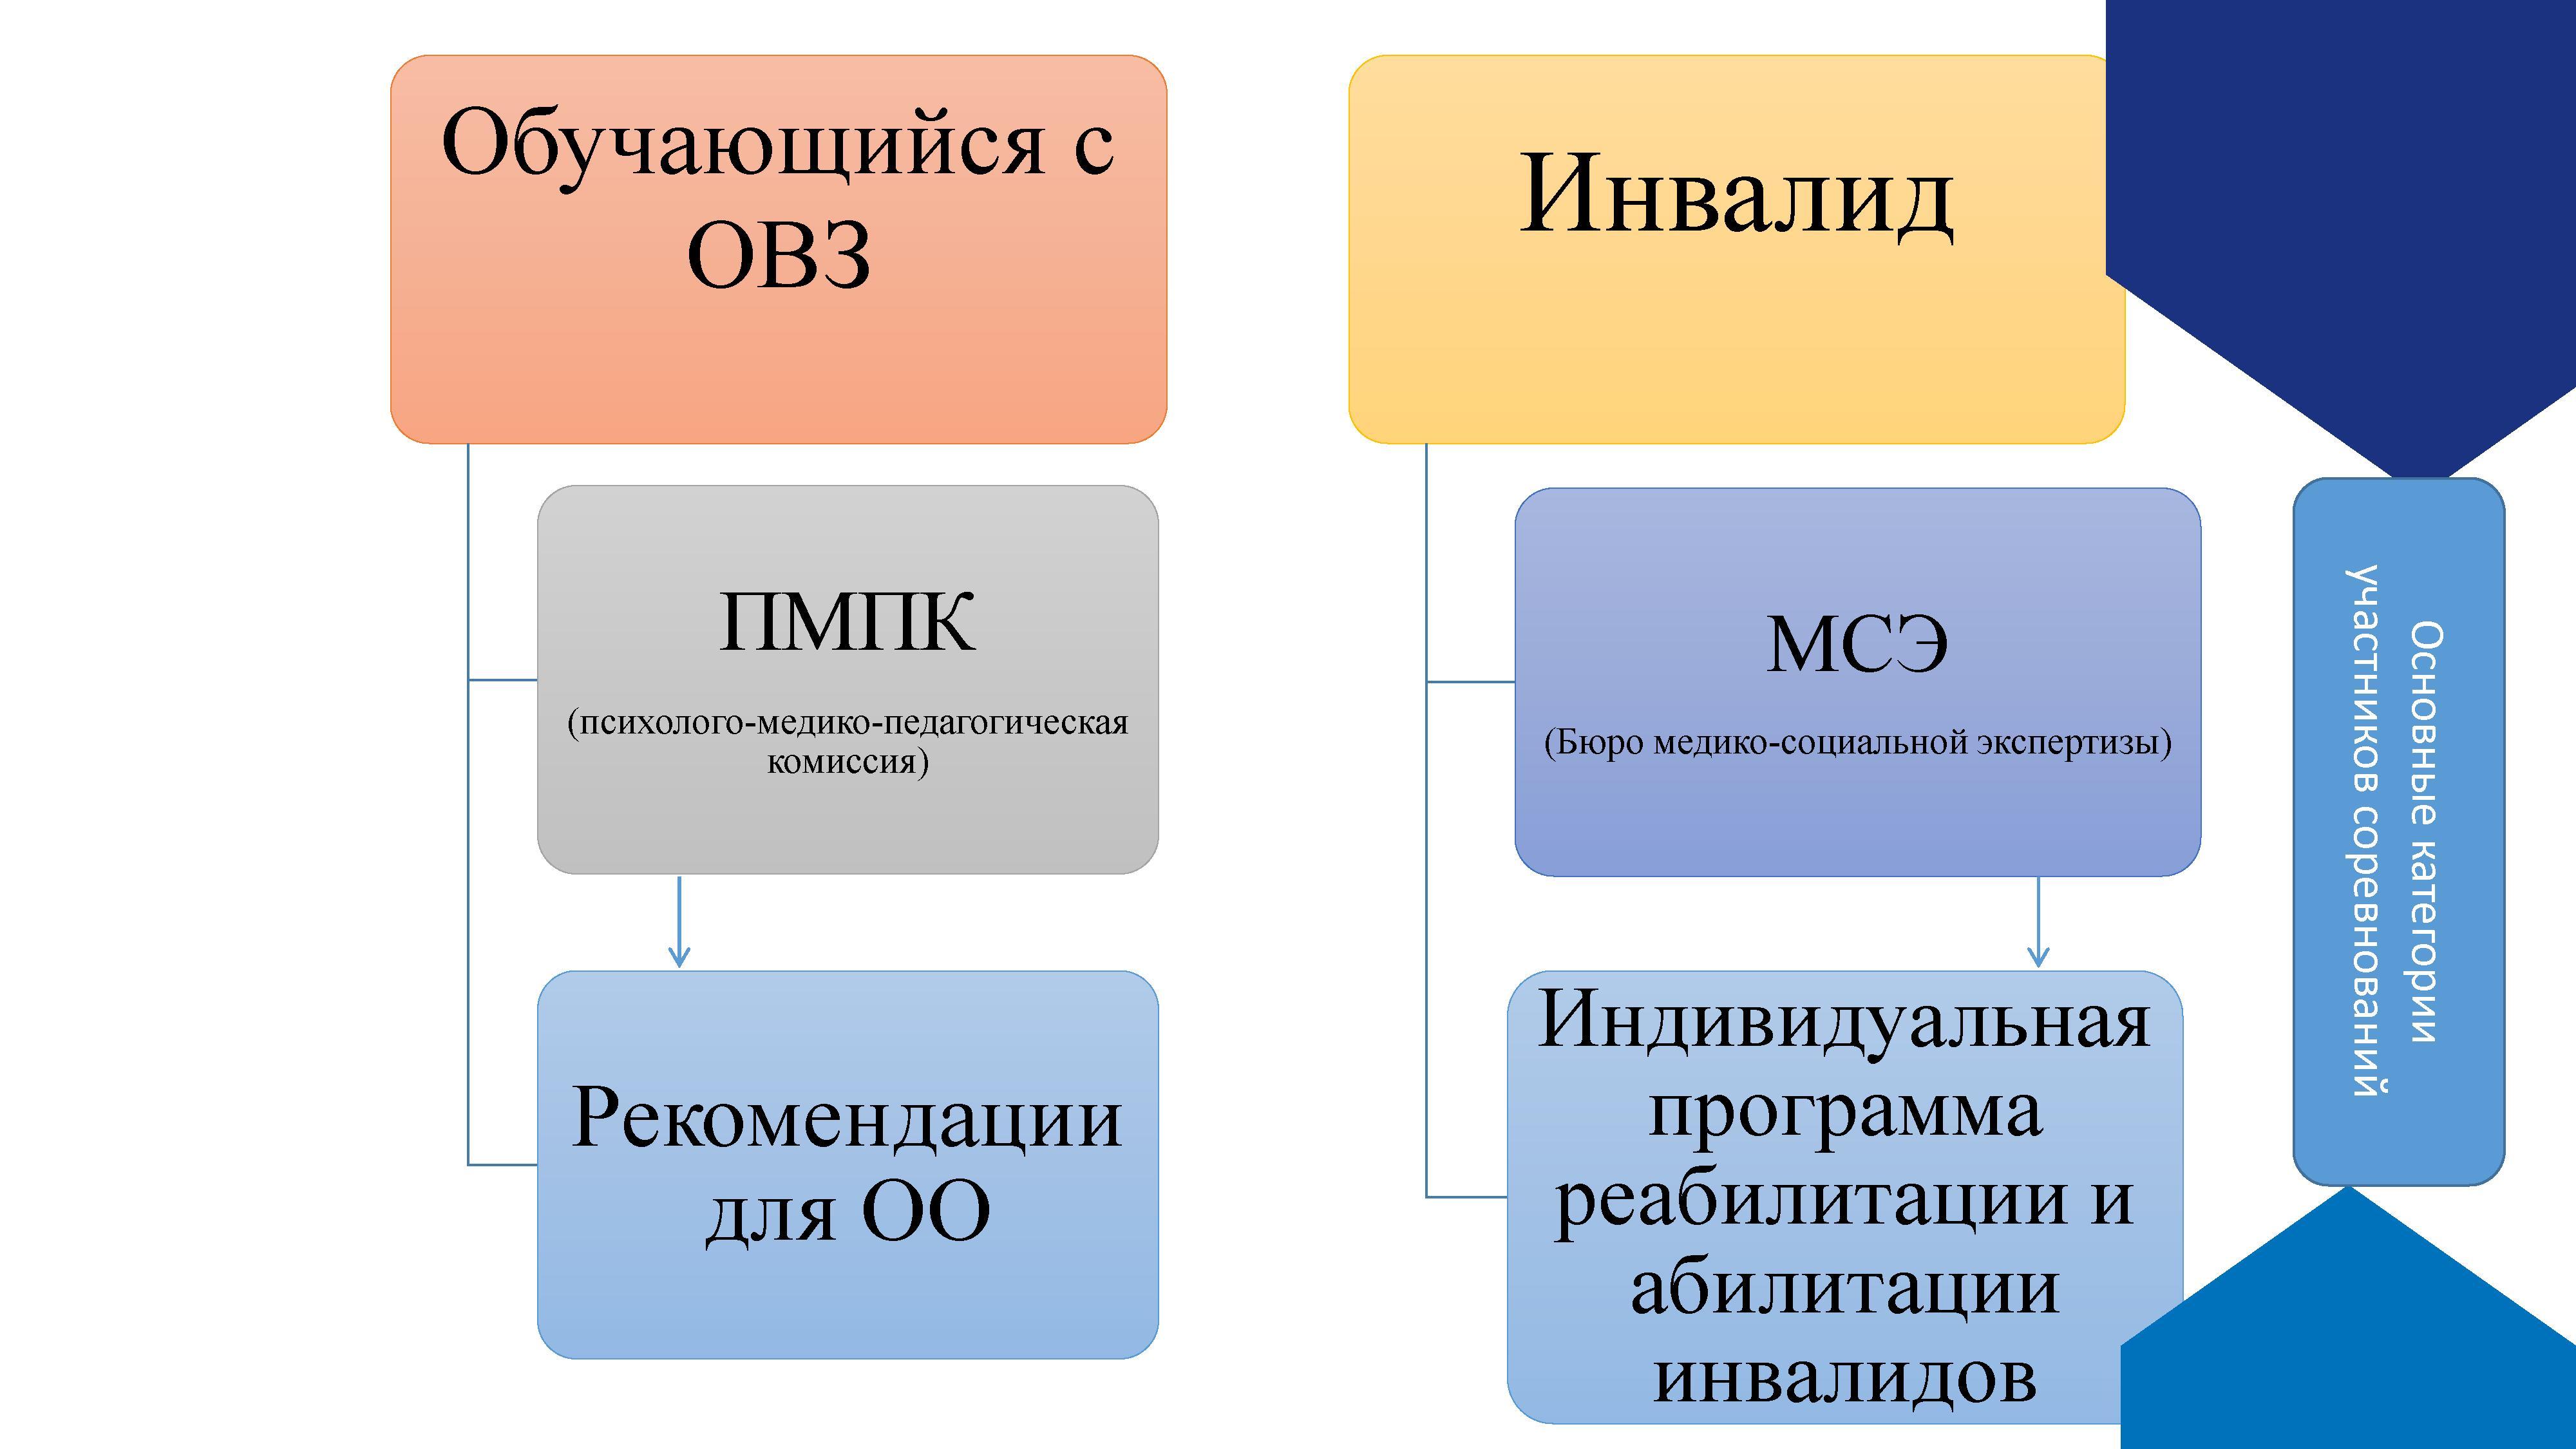 Обучающийся с
ОВЗ
ПМПК
(психолого-медико-педагогическая
комиссия)
Рекомендации
для ОО
Инвалид
МСЭ
(Бюро медико-социальной экспертизы)
Индивидуальная
программа
реабилитации и
абилитации
инвалидов
Основные категории
участников соревнований